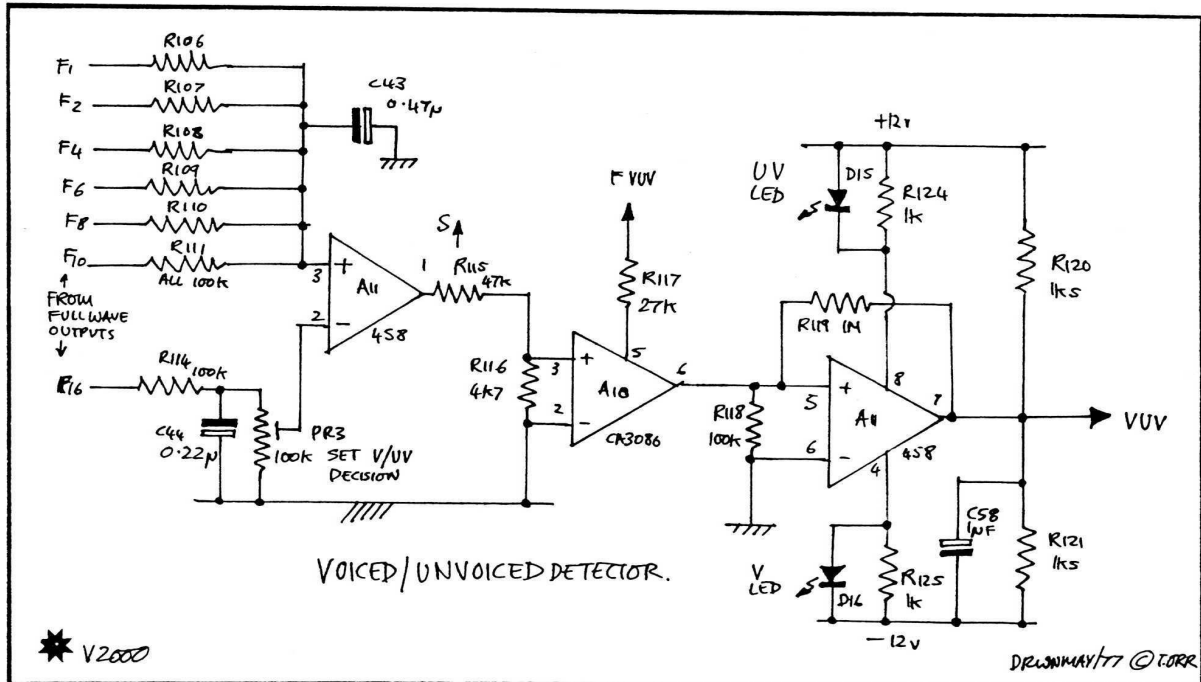 F1
R106
F2
R107
F4
R108
F6
R109
F8
R110
F10
R111
ALL 100K
FROM
FULLWAVE
OUTPUTS
F16
R114
100K
C44
0.22µ
PR3
100K
SET V/UV
DECISION
C43
0.47µ
3
+
2
-
A11
1
458
S
R115
47K
R116
4K7
F VUV
R117
27K
3
+
2
-
5
6
A10
CA3086
R118
100K
R119 1M
5
+
6
-
8
7
4
A11
458
UV
LED
D15
+12v
R124
1K
R120
1K5
VUV
C58
1NF
R121
1K5
V
LED
D16
R125
1K
-12v
VOICED/UNVOICED DETECTOR.
V2000
DRWN MAY/77 © T.ORR